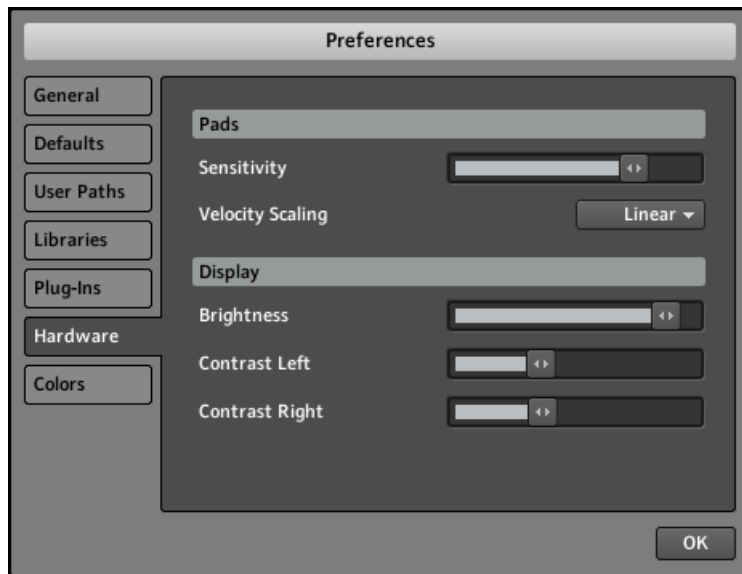 Preferences
General
Defaults
User Paths
Libraries
Plug-Ins
Hardware
Colors
Pads
Sensitivity
Velocity Scaling
Linear
Display
Brightness
Contrast Left
Contrast Right
OK